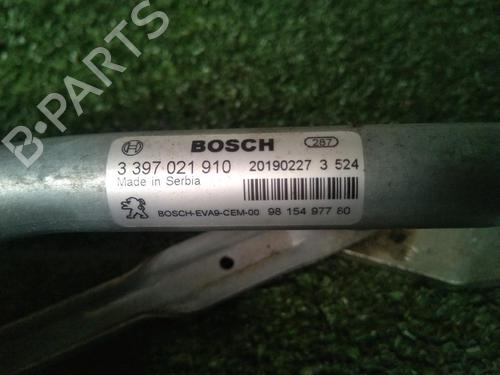 B-PARTS
BOSCH 287
3 397 021 910 20190227 3 524
Made in Serbia
BOSCH-EVA9-CEM-00 98 154 977 80
B-PARTS